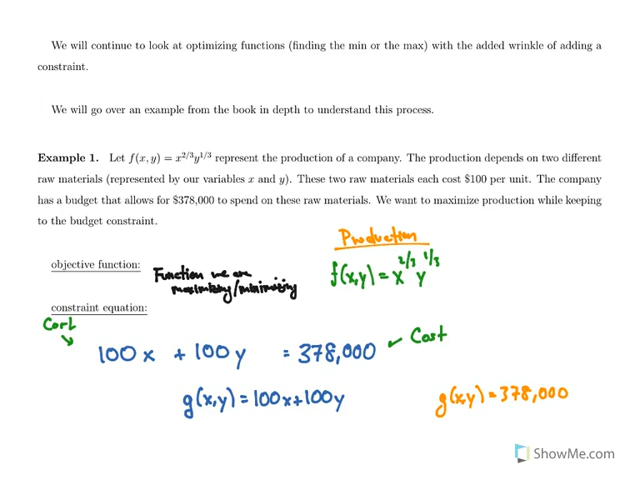 We will continue to look at optimizing functions (finding the min or the max) with the added wrinkle of adding a
constraint.
We will go over an example from the book in depth to understand this process.
Example 1. Let f(x, y) = x^{2/3}y^{1/3} represent the production of a company. The production depends on two different
raw materials (represented by our variables x and y). These two raw materials each cost $100 per unit. The company
has a budget that allows for $378,000 to spend on these raw materials. We want to maximize production while keeping
to the budget constraint.
Production
objective function:
Function we are
maximizing/minimizing
f(x,y) = x^{2/3} y^{1/3}
constraint equation:
Cost
100x + 100y = 378,000 ✓ Cost
g(x,y) = 100x+100y
g(x,y) = 378,000
ShowMe.com